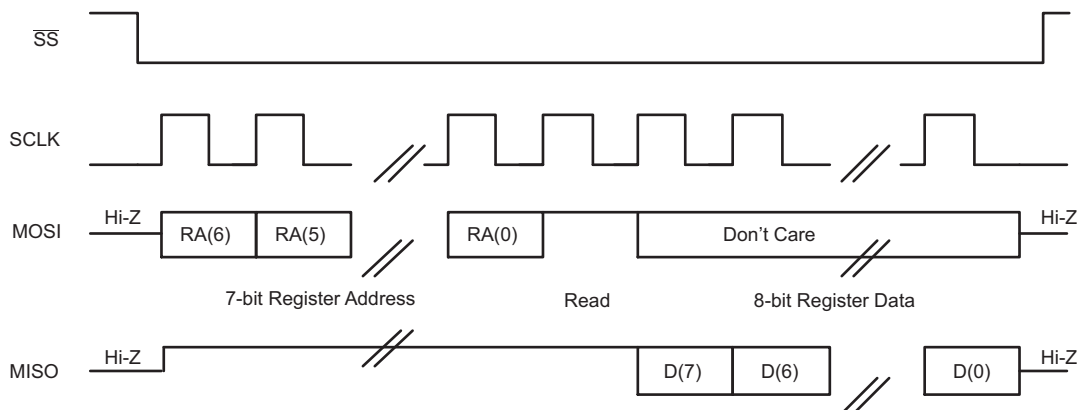 SS
SCLK
MOSI Hi-Z RA(6) RA(5) RA(0) Don't Care Hi-Z
7-bit Register Address Read 8-bit Register Data
MISO Hi-Z D(7) D(6) D(0) Hi-Z